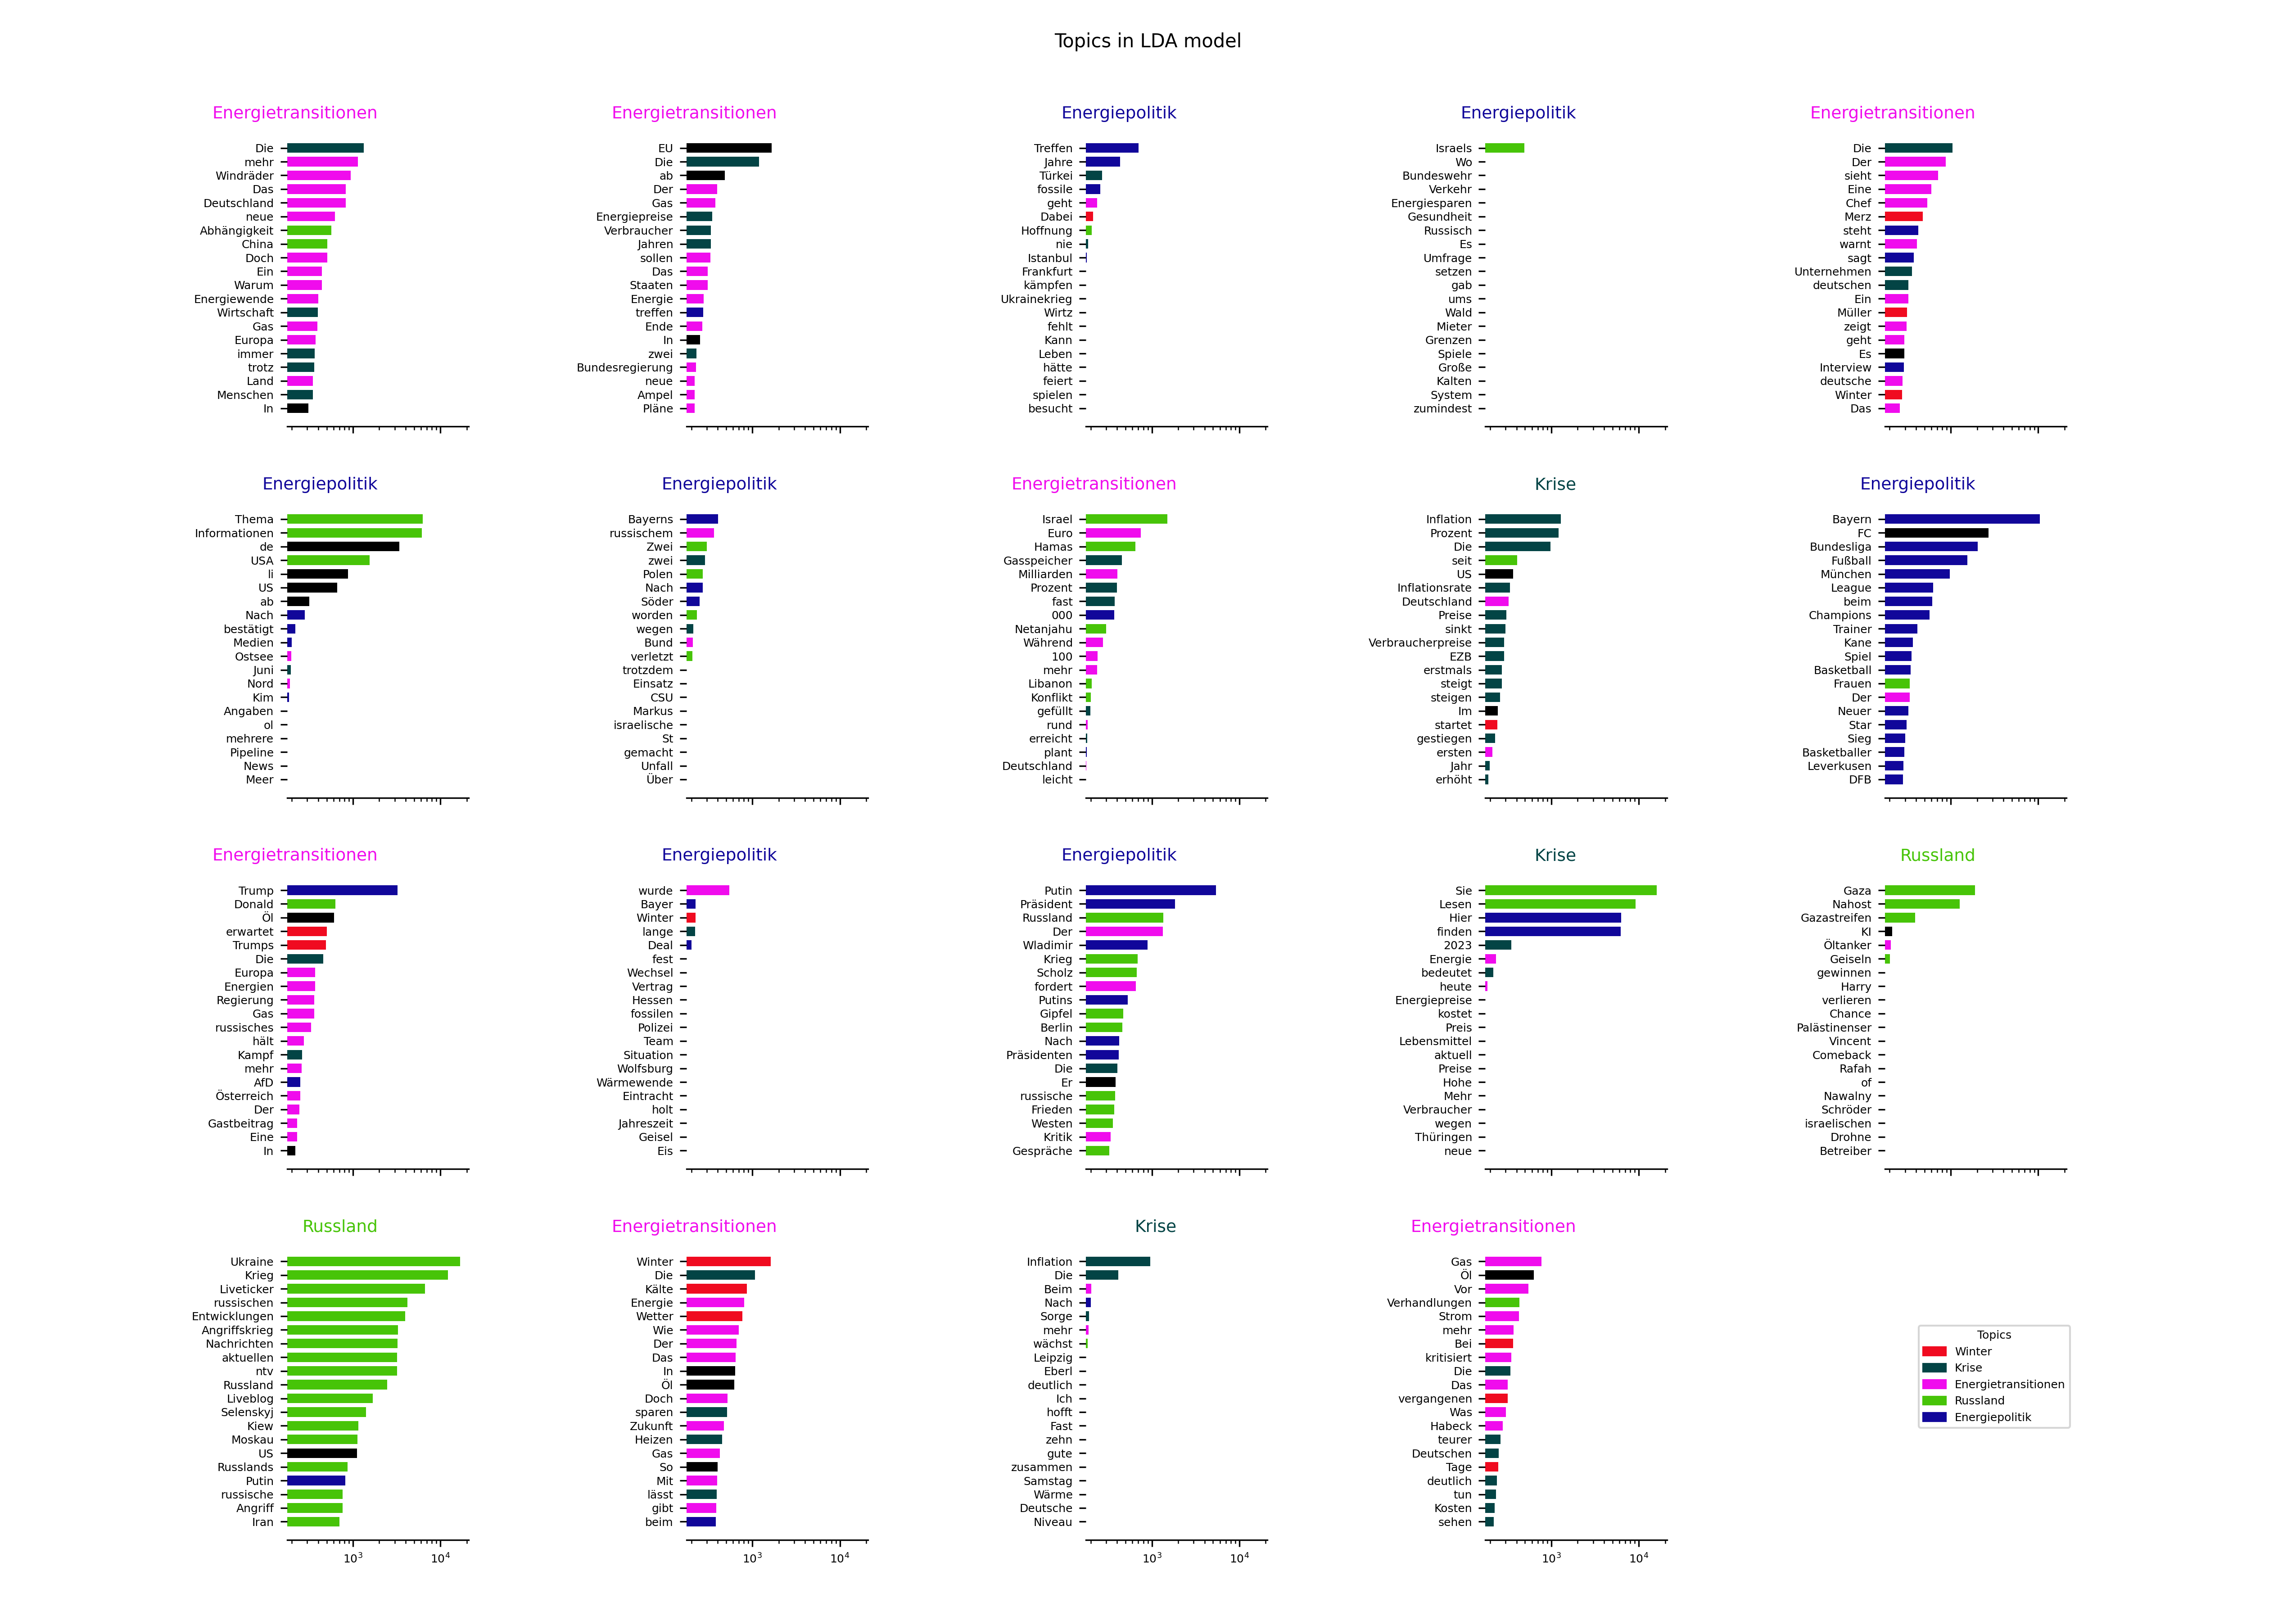 Topics in LDA model
Energietransitionen
Die
mehr
Windräder
Das
Deutschland
neue
Abhängigkeit
China
Doch
Ein
Warum
Energiewende
Wirtschaft
Gas
Europa
immer
trotz
Land
Menschen
In
Energietransitionen
EU
Die
ab
Der
Gas
Energiepreise
Verbraucher
Jahren
sollen
Das
Staaten
Energie
treffen
Ende
In
zwei
Bundesregierung
neue
Ampel
Pläne
Energiepolitik
Treffen
Jahre
Türkei
fossile
geht
Dabei
Hoffnung
nie
Istanbul
Frankfurt
kämpfen
Ukrainekrieg
Wirtz
fehlt
Kann
Leben
hätte
feiert
spielen
besucht
Energiepolitik
Israels
Wo
Bundeswehr
Verkehr
Energiesparen
Gesundheit
Russisch
Es
Umfrage
setzen
gab
ums
Wald
Mieter
Grenzen
Spiele
Große
Kalten
System
zumindest
Energietransitionen
Die
Der
sieht
Eine
Chef
Merz
steht
warnt
sagt
Unternehmen
deutschen
Ein
Müller
zeigt
geht
Es
Interview
deutsche
Winter
Das
Energiepolitik
Thema
Informationen
de
USA
li
US
ab
Nach
bestätigt
Medien
Ostsee
Juni
Nord
Kim
Angaben
ol
mehrere
Pipeline
News
Meer
Energiepolitik
Bayerns
russischem
Zwei
zwei
Polen
Nach
Söder
worden
wegen
Bund
verletzt
trotzdem
Einsatz
CSU
Markus
israelische
St
gemacht
Unfall
Über
Energietransitionen
Israel
Euro
Hamas
Gasspeicher
Milliarden
Prozent
fast
000
Netanjahu
Während
100
mehr
Libanon
Konflikt
gefüllt
rund
erreicht
plant
Deutschland
leicht
Krise
Inflation
Prozent
Die
seit
US
Inflationsrate
Deutschland
Preise
sinkt
Verbraucherpreise
EZB
erstmals
steigt
steigen
Im
startet
gestiegen
ersten
Jahr
erhöht
Energiepolitik
Bayern
FC
Bundesliga
Fußball
München
League
beim
Champions
Trainer
Kane
Spiel
Basketball
Frauen
Der
Neuer
Star
Sieg
Basketballer
Leverkusen
DFB
Energietransitionen
Trump
Donald
Öl
erwartet
Trumps
Die
Europa
Energien
Regierung
Gas
russisches
hält
Kampf
mehr
AfD
Österreich
Der
Gastbeitrag
Eine
In
Energiepolitik
wurde
Bayer
Winter
lange
Deal
fest
Wechsel
Vertrag
Hessen
fossilen
Polizei
Team
Situation
Wolfsburg
Wärmewende
Eintracht
holt
Jahreszeit
Geisel
Eis
Energiepolitik
Putin
Präsident
Russland
Der
Wladimir
Krieg
Scholz
fordert
Putins
Gipfel
Berlin
Nach
Präsidenten
Die
Er
russische
Frieden
Westen
Kritik
Gespräche
Krise
Sie
Lesen
Hier
finden
2023
Energie
bedeutet
heute
Energiepreise
kostet
Preis
Lebensmittel
aktuell
Preise
Hohe
Mehr
Verbraucher
wegen
Thüringen
neue
Russland
Gaza
Nahost
Gazastreifen
KI
Öltanker
Geiseln
gewinnen
Harry
verlieren
Chance
Palästinenser
Vincent
Comeback
Rafah
of
Nawalny
Schröder
israelischen
Drohne
Betreiber
Russland
Ukraine
Krieg
Liveticker
russischen
Entwicklungen
Angriffskrieg
Nachrichten
aktuellen
ntv
Russland
Liveblog
Selenskyj
Kiew
Moskau
US
Russlands
Putin
russische
Angriff
Iran
10³ 10⁴
Energietransitionen
Winter
Die
Kälte
Energie
Wetter
Wie
Der
Das
In
Öl
Doch
sparen
Zukunft
Heizen
Gas
So
Mit
lässt
gibt
beim
10³ 10⁴
Krise
Inflation
Die
Beim
Nach
Sorge
mehr
wächst
Leipzig
Eberl
deutlich
Ich
hofft
Fast
zehn
gute
zusammen
Samstag
Wärme
Deutsche
Niveau
10³ 10⁴
Energietransitionen
Gas
Öl
Vor
Verhandlungen
Strom
mehr
Bei
kritisiert
Die
Das
vergangenen
Was
Habeck
teurer
Deutschen
Tage
deutlich
tun
Kosten
sehen
10³ 10⁴
Topics
Winter
Krise
Energietransitionen
Russland
Energiepolitik